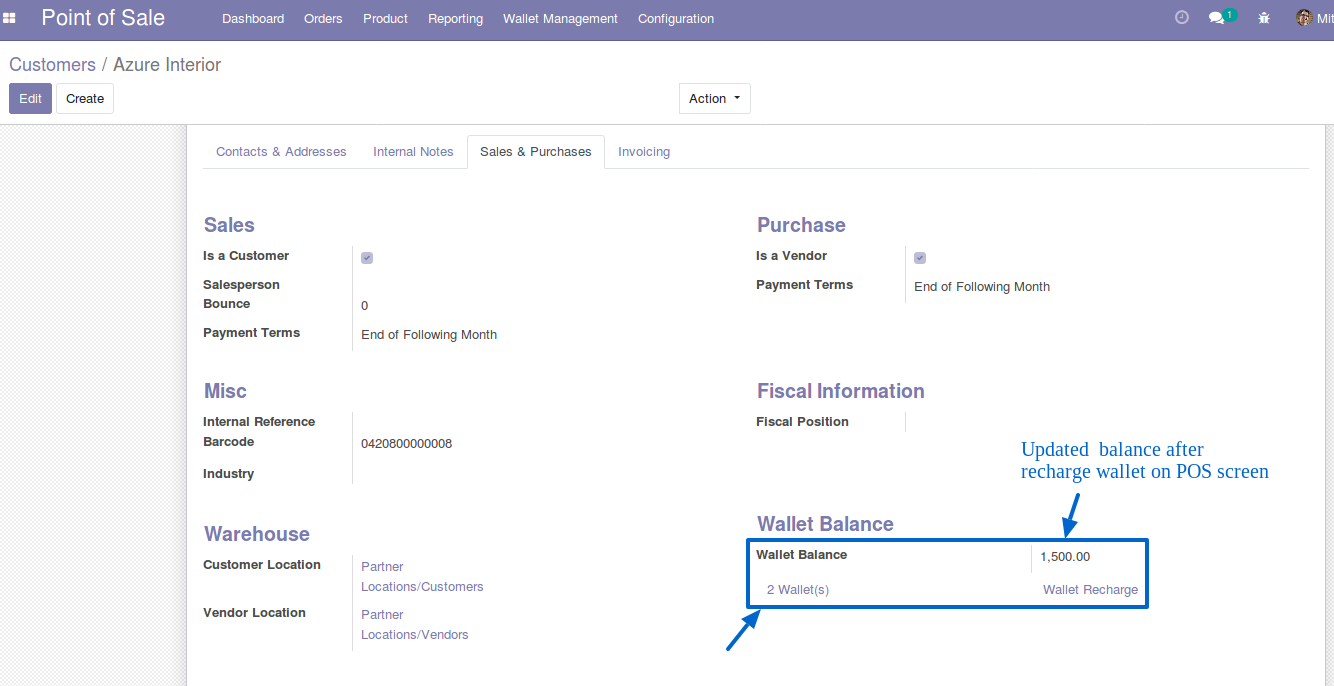 Point of Sale
Dashboard Orders Product Reporting Wallet Management Configuration
1
Mit
Customers / Azure Interior
Edit Create
Action
Contacts & Addresses Internal Notes Sales & Purchases Invoicing
Sales
Is a Customer
Salesperson
Bounce 0
Payment Terms End of Following Month
Purchase
Is a Vendor
Payment Terms End of Following Month
Misc
Internal Reference
Barcode 0420800000008
Industry
Fiscal Information
Fiscal Position
Updated balance after
recharge wallet on POS screen
Warehouse
Customer Location Partner
Locations/Customers
Vendor Location Partner
Locations/Vendors
Wallet Balance
Wallet Balance 1,500.00
2 Wallet(s) Wallet Recharge